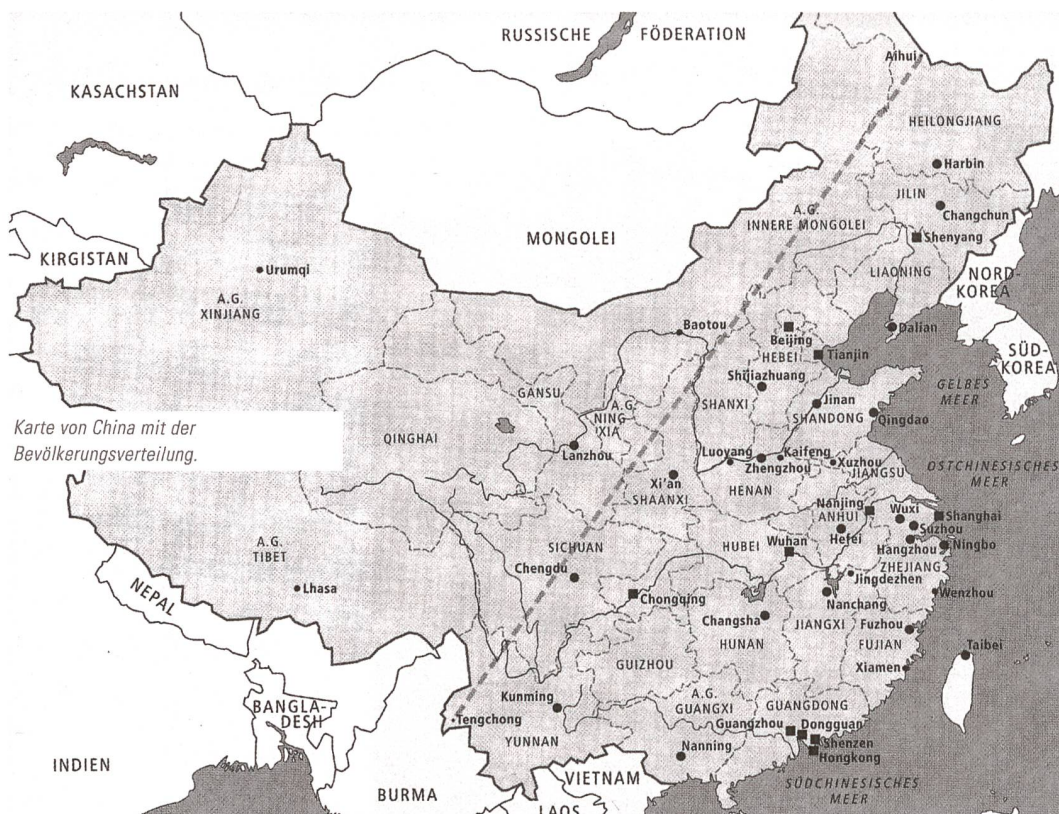 RUSSISCHE FÖDERATION
Aihui
KASACHSTAN
HEILONGJIANG
Harbin
JILIN
Changchun
A.G.
INNERE MONGOLEI
MONGOLEI
Shenyang
KIRGISTAN
Urumqi
LIAONING
NORD-
KOREA
A.G.
XINJIANG
Baotou
Beijing
Dalian
HEBEI
Tianjin
SÜD-
KOREA
Shijiazhuang
GELBES
MEER
GANSU
A.G.
NING
XIA
SHANXI
Jinan
SHANDONG
Qingdao
Karte von China mit der
Bevölkerungsverteilung.
QINGHAI
Lanzhou
Luoyang
Kaifeng
Zhengzhou
Xuzhou
JIANGSU
OSTCHINESISCHES
MEER
Xi'an
SHAANXI
HENAN
Nanjing
ANHUI
Wuxi
Shanghai
Suzhou
Hefei
A.G.
TIBET
SICHUAN
HUBEI
Wuhan
Hangzhou
Ningbo
ZHEJIANG
Chengdu
Jingdezhen
Lhasa
NEPAL
Chongqing
Nanchang
Wenzhou
Changsha
JIANGXI
Fuzhou
HUNAN
FUJIAN
Taibei
GUIZHOU
Xiamen
Kunming
A.G.
GUANGXI
GUANGDONG
BANGLA-
DESH
Tengchong
Guangzhou
Dongguan
YUNNAN
Nanning
Shenzen
Hongkong
INDIEN
VIETNAM
SÜDCHINESISCHES
MEER
BURMA
LAOS